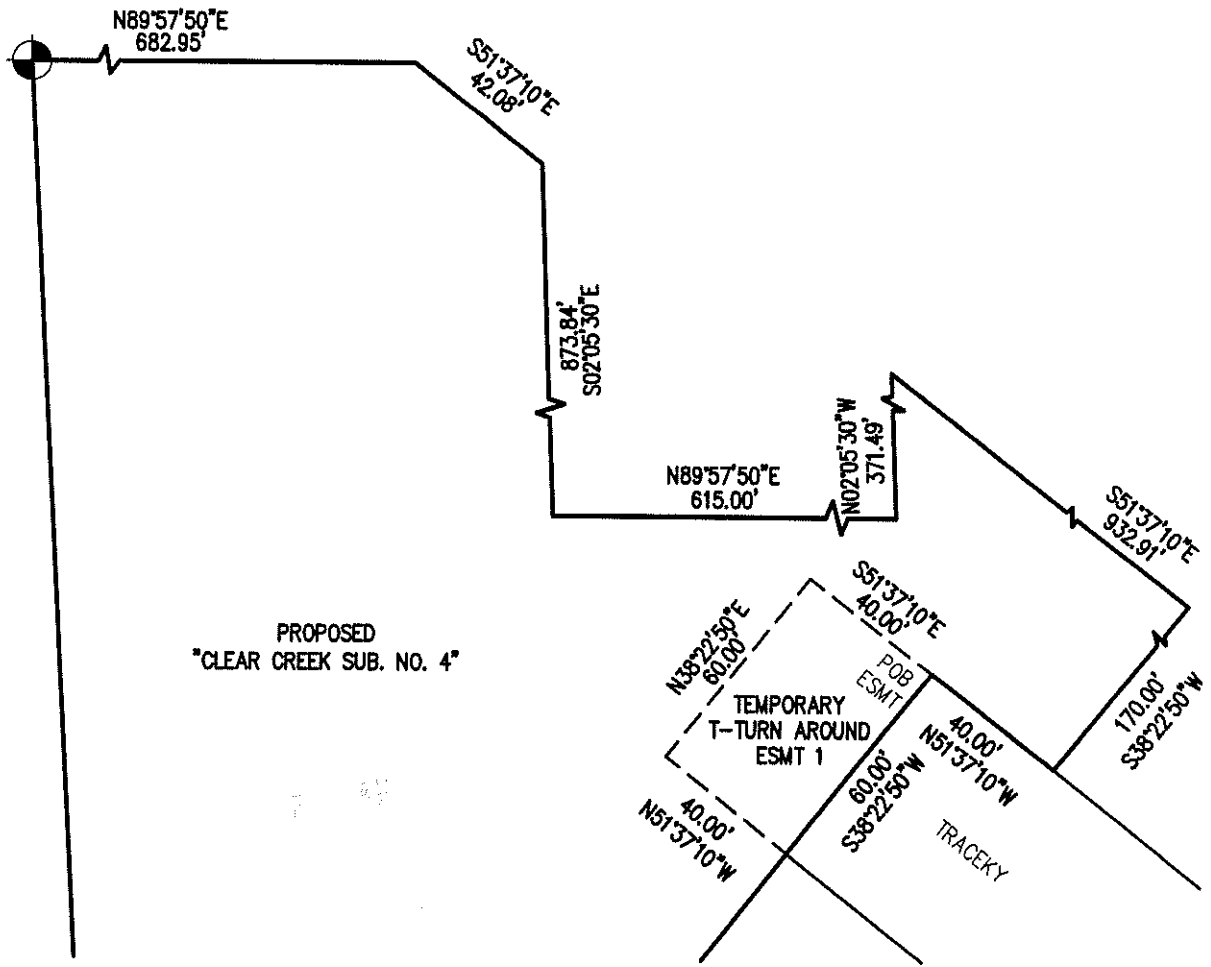 N89°57'50"E
682.95'
S51°37'10"E
42.08'
873.84'
S02°05'30"E
N89°57'50"E
615.00'
N02°05'30"W
371.49'
S51°37'10"E
932.91'
170.00'
S38°22'50"W
S51°37'10"E
40.00'
N38°22'50"E
60.00'
POB
ESMT
TEMPORARY
T-TURN AROUND
ESMT 1
40.00'
N51°37'10"W
60.00'
S38°22'50"W
40.00'
N51°37'10"W
TRACEKY
PROPOSED
"CLEAR CREEK SUB. NO. 4"